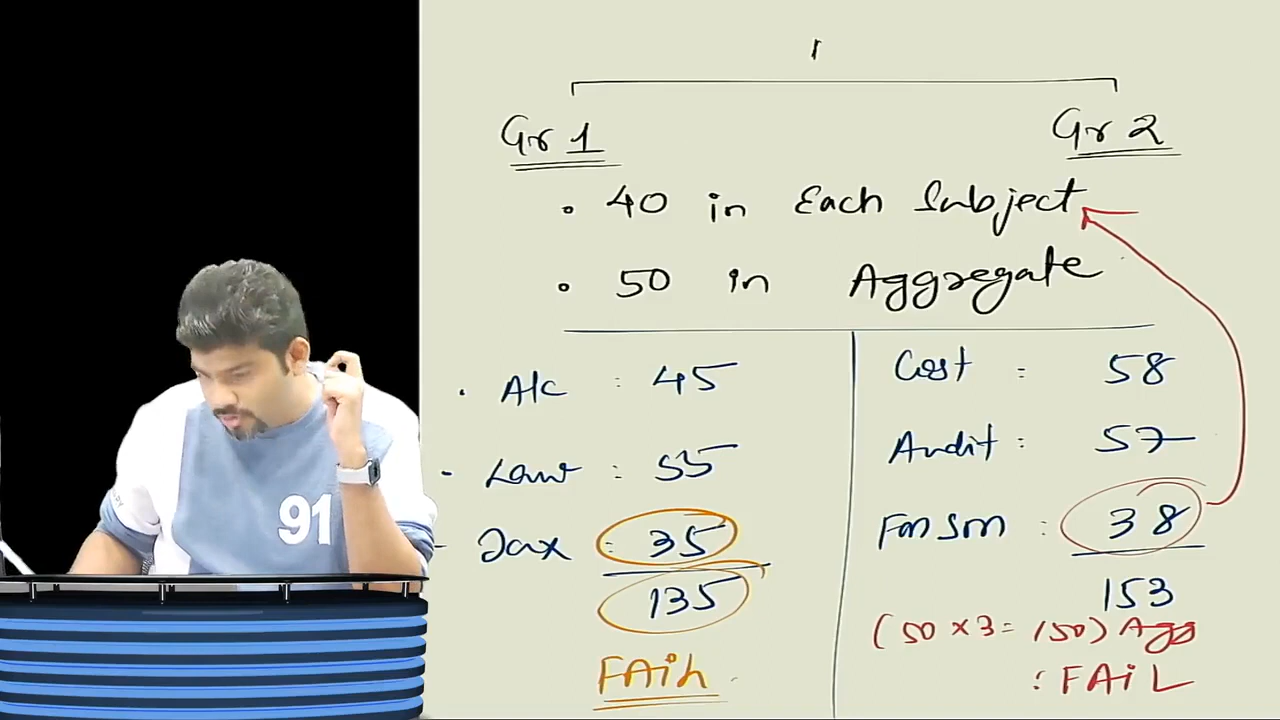 Gr 1
Gr 2
• 40 in Each Subject
• 50 in Aggregate
• A/c : 45
- Law : 55
- Tax : 35
135
FAIL
Cost : 58
Audit : 57
FM SM : 38
153
(50 × 3 = 150) Agg
: FAIL
91